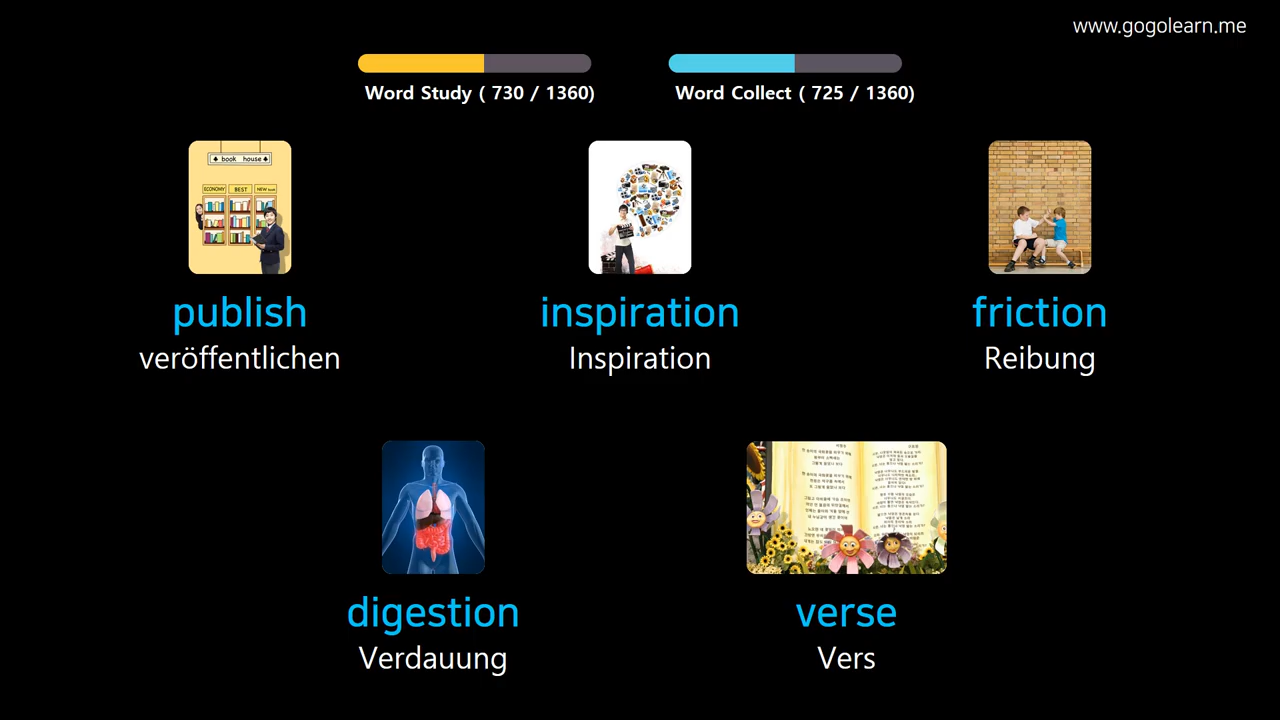 www.gogolearn.me
Word Study ( 730 / 1360)
Word Collect ( 725 / 1360)
book house
ECONOMY BEST NEW book
publish
veröffentlichen
inspiration
Inspiration
friction
Reibung
digestion
Verdauung
verse
Vers